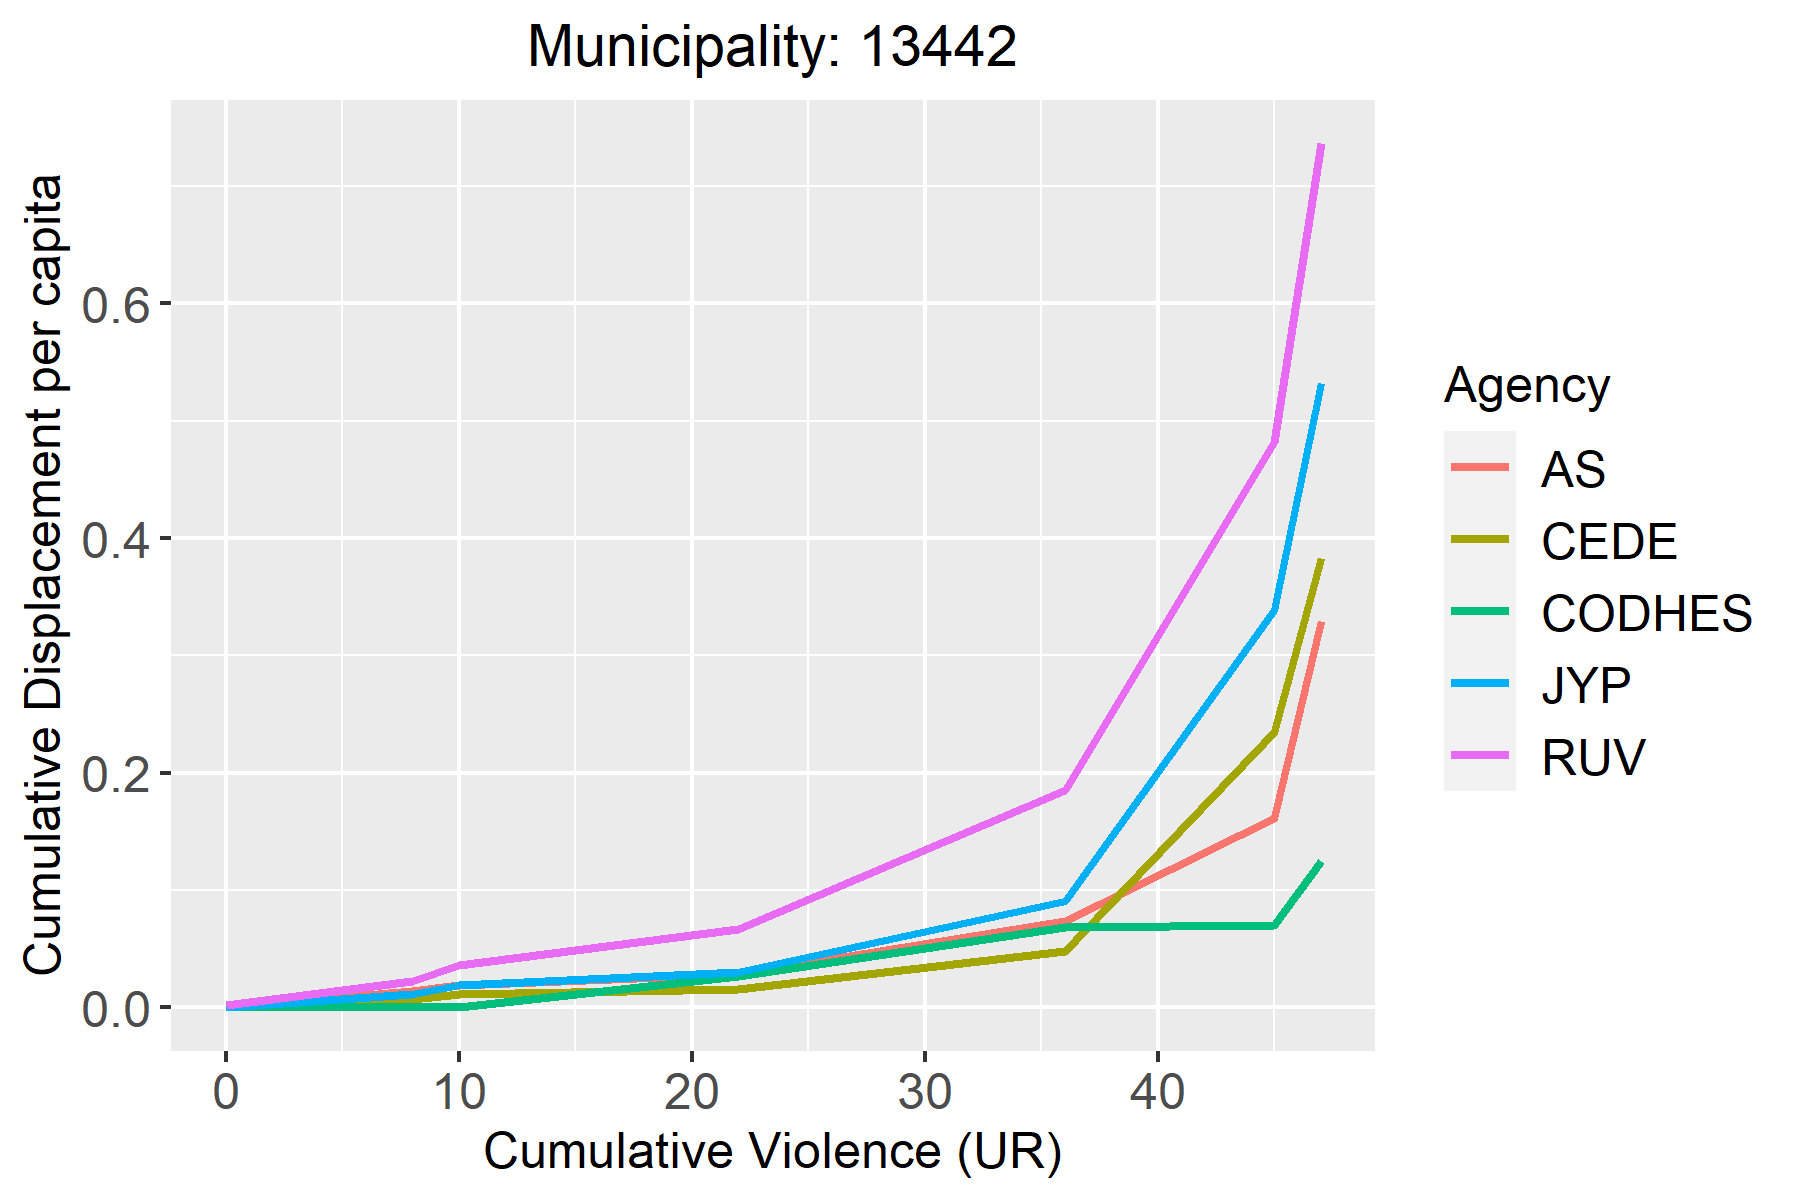 Municipality: 13442
Cumulative Displacement per capita
0.6
0.4
0.2
0.0
0 10 20 30 40
Cumulative Violence (UR)
Agency
AS
CEDE
CODHES
JYP
RUV